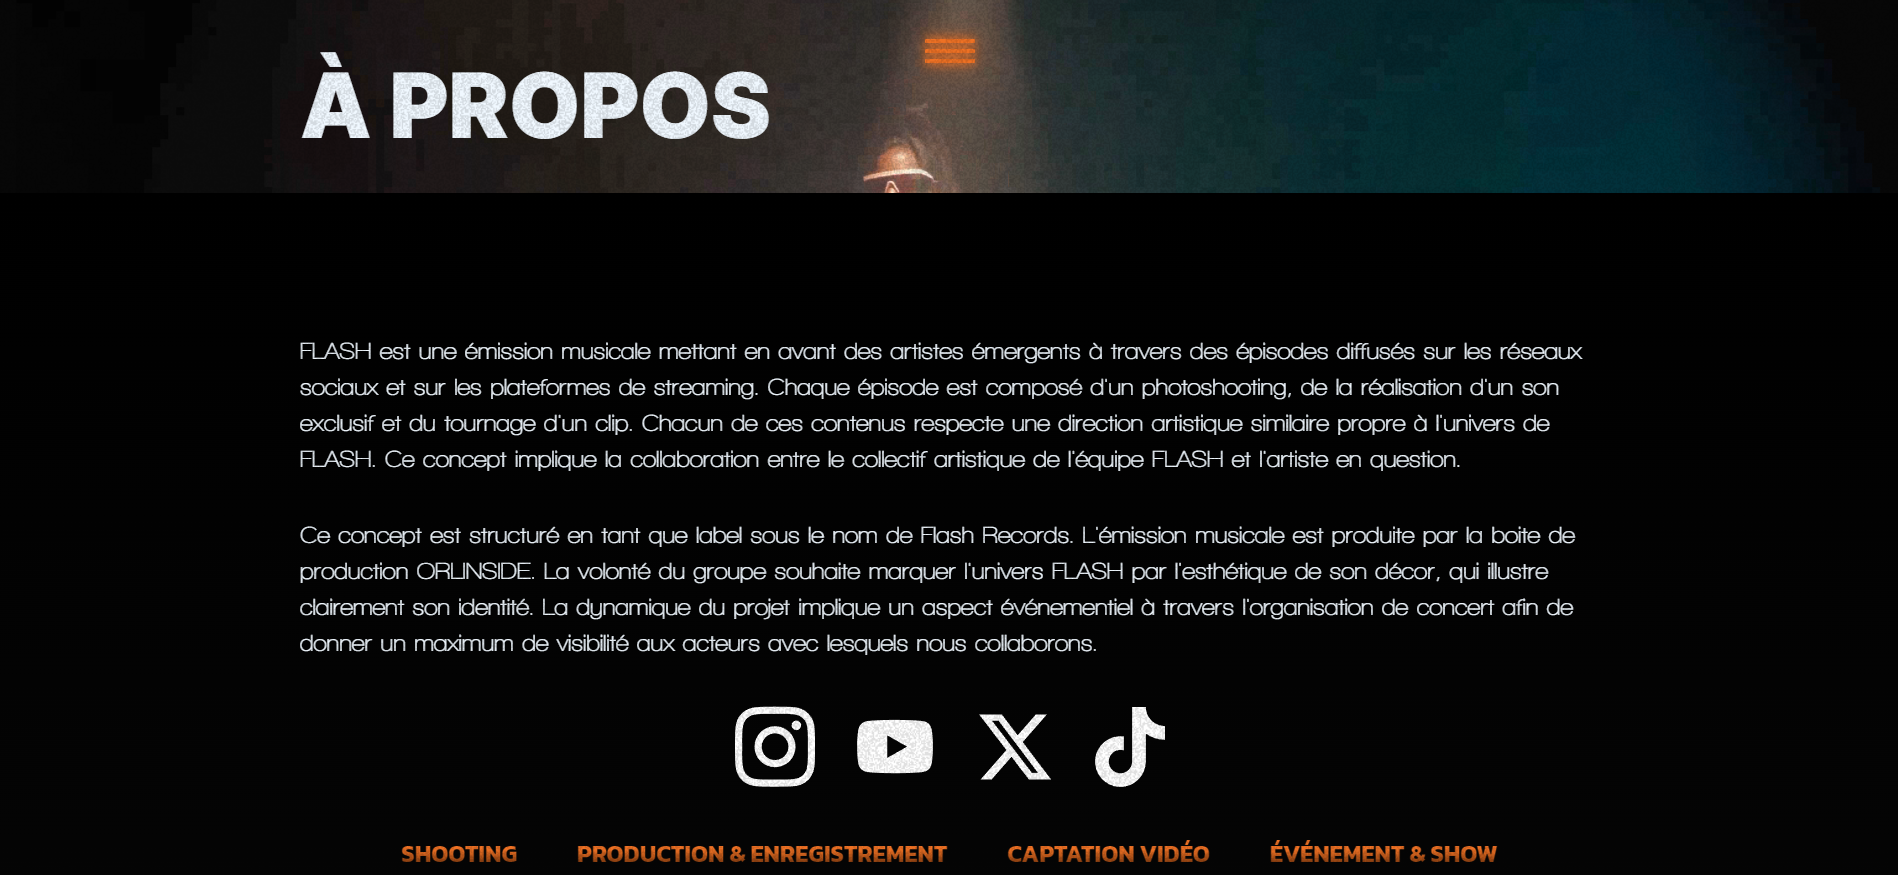 À PROPOS
FLASH est une émission musicale mettant en avant des artistes émergents à travers des épisodes diffusés sur les réseaux
sociaux et sur les plateformes de streaming. Chaque épisode est composé d'un photoshooting, de la réalisation d'un son
exclusif et du tournage d'un clip. Chacun de ces contenus respecte une direction artistique similaire propre à l'univers de
FLASH. Ce concept implique la collaboration entre le collectif artistique de l'équipe FLASH et l'artiste en question.
Ce concept est structuré en tant que label sous le nom de Flash Records. L'émission musicale est produite par la boite de
production ORLINSIDE. La volonté du groupe souhaite marquer l'univers FLASH par l'esthétique de son décor, qui illustre
clairement son identité. La dynamique du projet implique un aspect événementiel à travers l'organisation de concert afin de
donner un maximum de visibilité aux acteurs avec lesquels nous collaborons.
SHOOTING PRODUCTION & ENREGISTREMENT CAPTATION VIDÉO ÉVÉNEMENT & SHOW